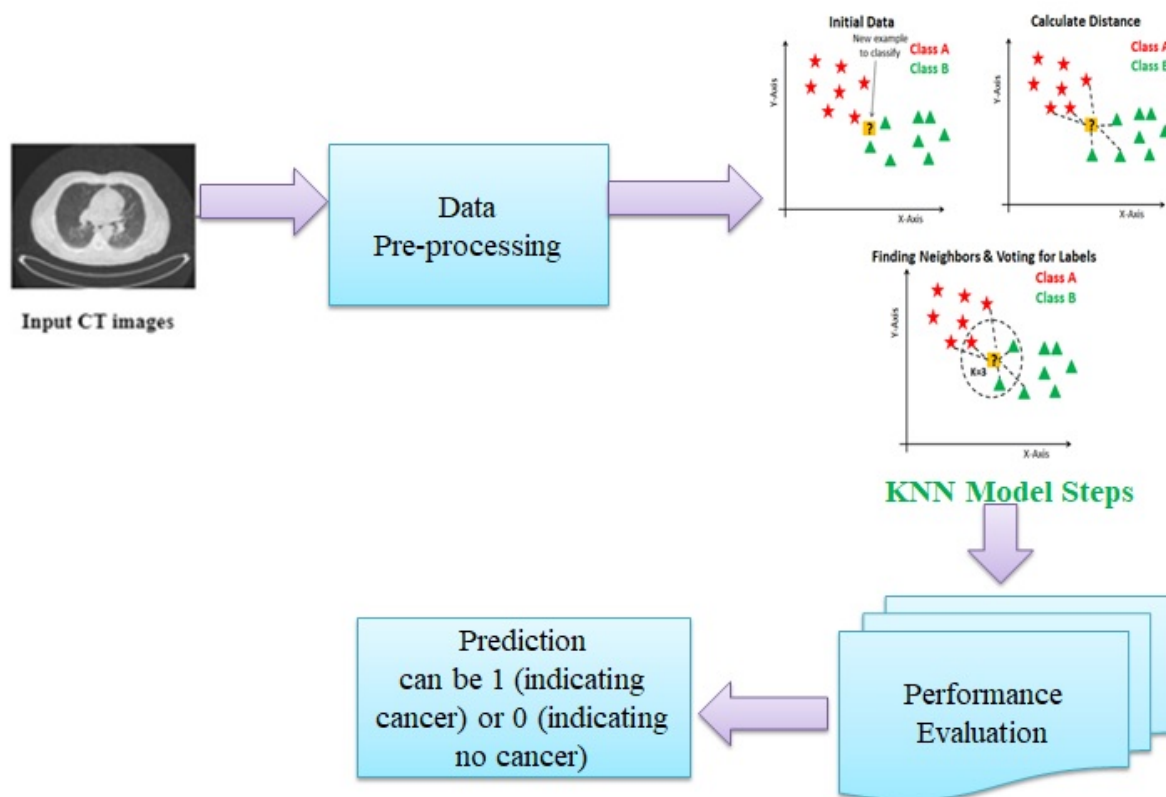 Input CT images
Data
Pre-processing
Initial Data
New example
to classify
Class A
Class B
?
Y-Axis
X-Axis
Calculate Distance
Class A
Class B
?
Y-Axis
X-Axis
Finding Neighbors & Voting for Labels
Class A
Class B
?
K=3
Y-Axis
X-Axis
KNN Model Steps
Performance
Evaluation
Prediction
can be 1 (indicating
cancer) or 0 (indicating
no cancer)